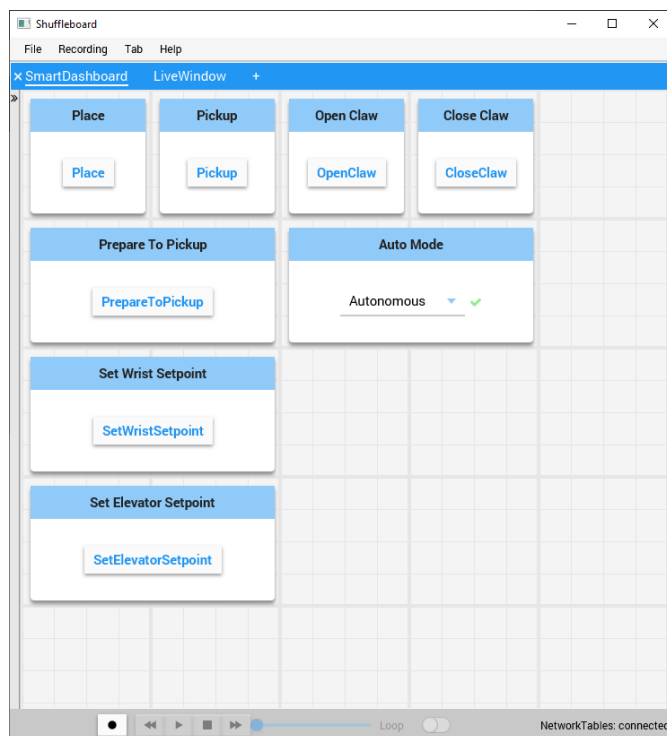 Shuffleboard
File Recording Tab Help
SmartDashboard LiveWindow +
Place Pickup Open Claw Close Claw
Place Pickup OpenClaw CloseClaw
Prepare To Pickup Auto Mode
PrepareToPickup Autonomous
Set Wrist Setpoint
SetWristSetpoint
Set Elevator Setpoint
SetElevatorSetpoint
Loop NetworkTables: connected